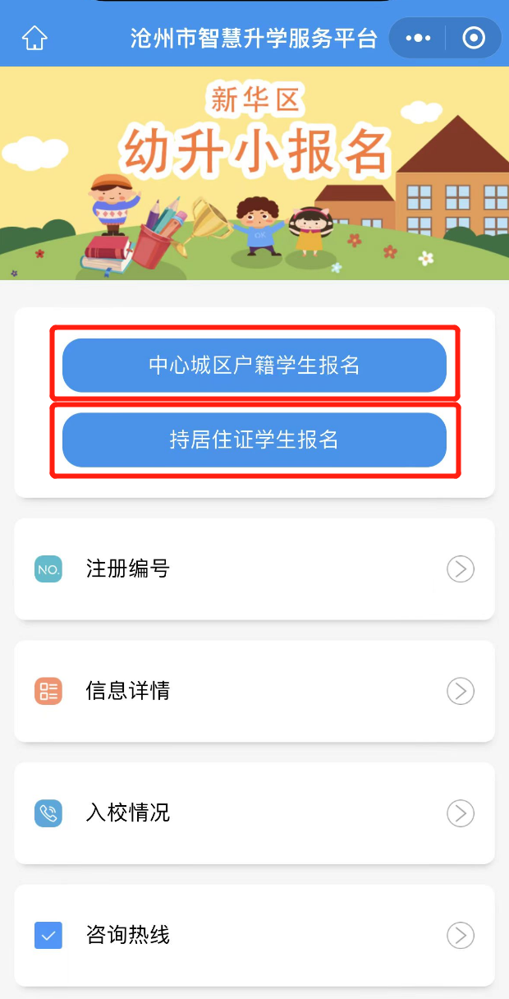 沧州市智慧升学服务平台
新华区
幼升小报名
OK
中心城区户籍学生报名
持居住证学生报名
NO.
注册编号
信息详情
入校情况
咨询热线